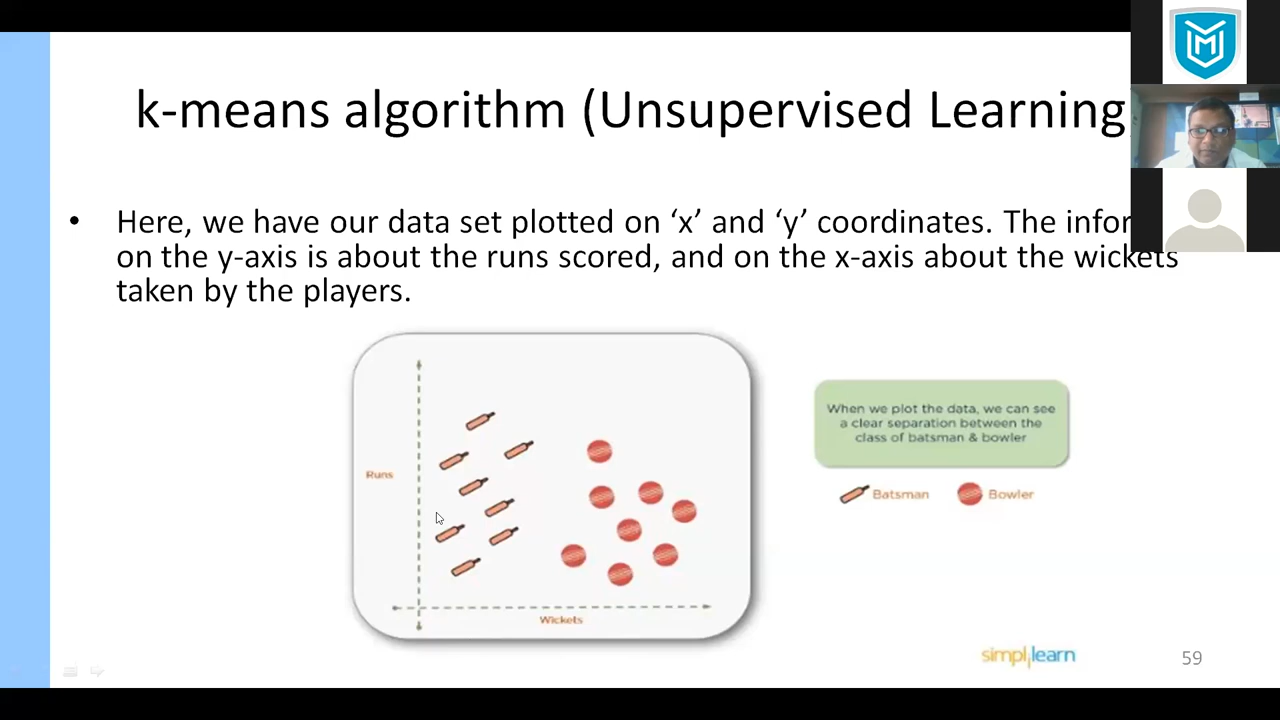 k-means algorithm (Unsupervised Learning
• Here, we have our data set plotted on ‘x’ and ‘y’ coordinates. The
on the y-axis is about the runs scored, and on the x-axis about the wickets
taken by the players.
When we plot the data, we can see
a clear separation between the
class of batsman & bowler
Runs
Batsman
Bowler
Wickets
simplilearn
59